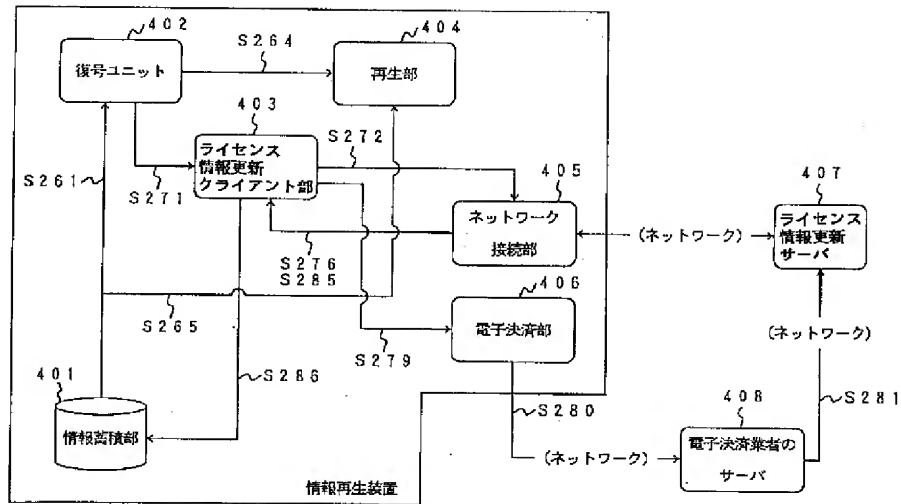 402
S264
404
復号ユニット
再生部
403
S272
ライセンス
情報更新
クライアント部
405
407
S261
S271
ネットワーク
接続部
(ネットワーク)
ライセンス
情報更新
サーバ
S276
S285
406
S265
電子決済部
(ネットワーク)
S279
401
S286
S280
408
S281
情報蓄積部
(ネットワーク)
電子決済業者の
サーバ
情報再生装置